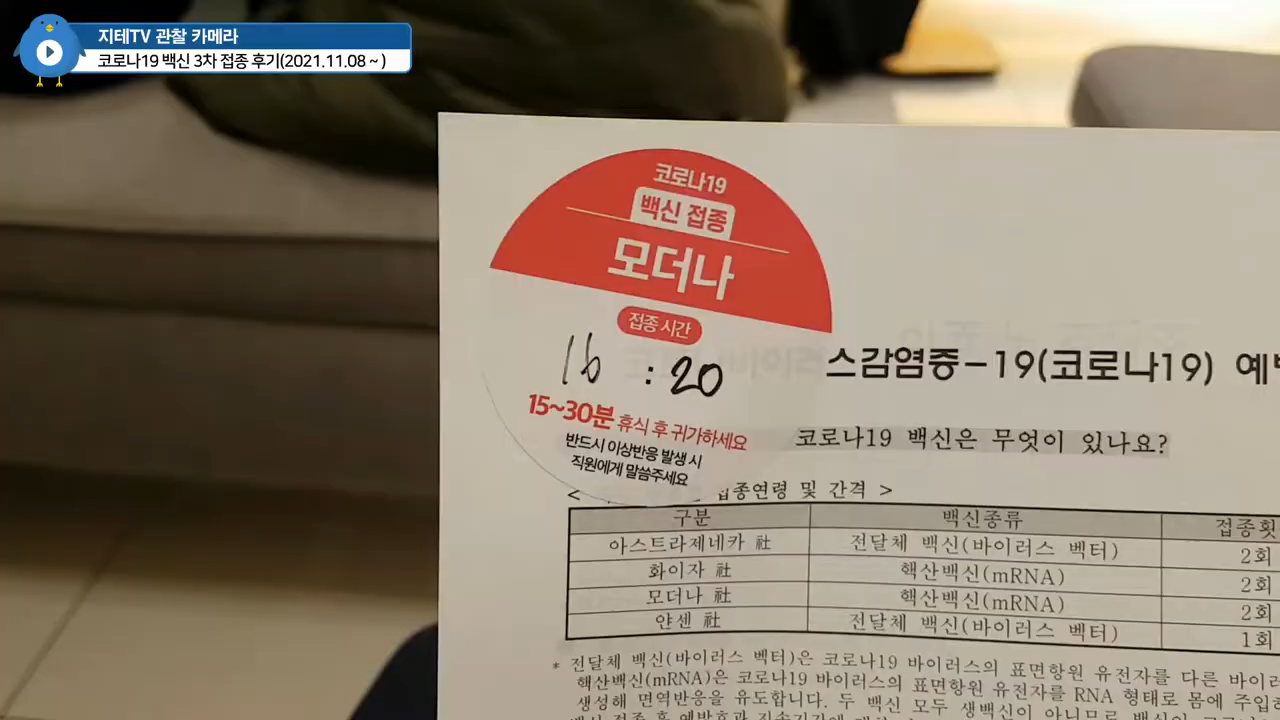 지테TV 관찰 카메라
코로나19 백신 3차 접종 후기(2021.11.08 ~ )
코로나19
백신 접종
모더나
접종 시간
16 : 20
15~30분 휴식 후 귀가하세요
반드시 이상반응 발생 시
직원에게 말씀주세요
스감염증-19(코로나19) 예
코로나19 백신은 무엇이 있나요?
< 접종연령 및 간격 >
구분 백신종류 접종횟
아스트라제네카 社 전달체 백신(바이러스 벡터) 2회
화이자 社 핵산백신(mRNA) 2회
모더나 社 핵산백신(mRNA) 2회
얀센 社 전달체 백신(바이러스 벡터) 1회
* 전달체 백신(바이러스 벡터)은 코로나19 바이러스의 표면항원 유전자를 다른 바이러
핵산백신(mRNA)은 코로나19 바이러스의 표면항원 유전자를 RNA 형태로 몸에 주입
생성해 면역반응을 유도합니다. 두 백신 모두 생백신이 아니므로